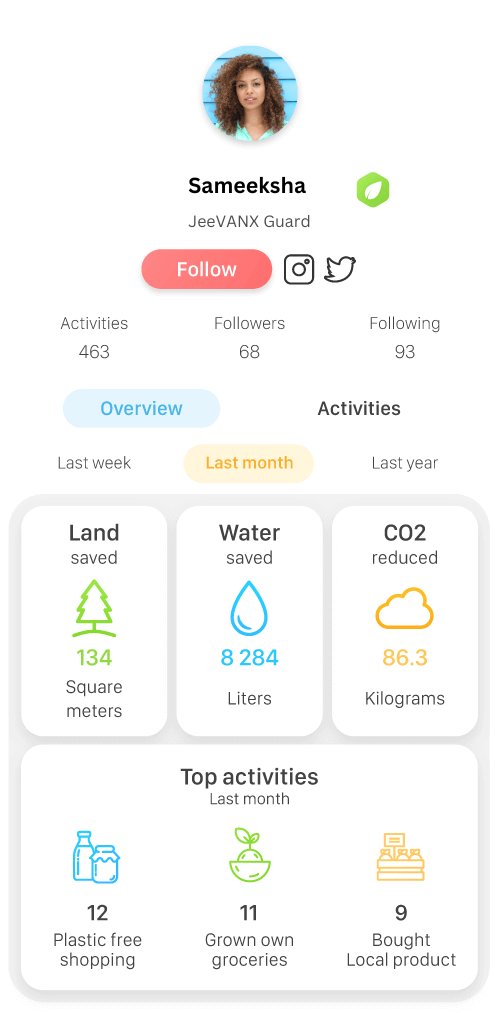 Sameeksha
JeeVANX Guard
Follow
Activities Followers Following
463 68 93
Overview Activities
Last week Last month Last year
Land
saved
134
Square
meters
Water
saved
8 284
Liters
CO2
reduced
86.3
Kilograms
Top activities
Last month
12
Plastic free
shopping
11
Grown own
groceries
9
Bought
Local product